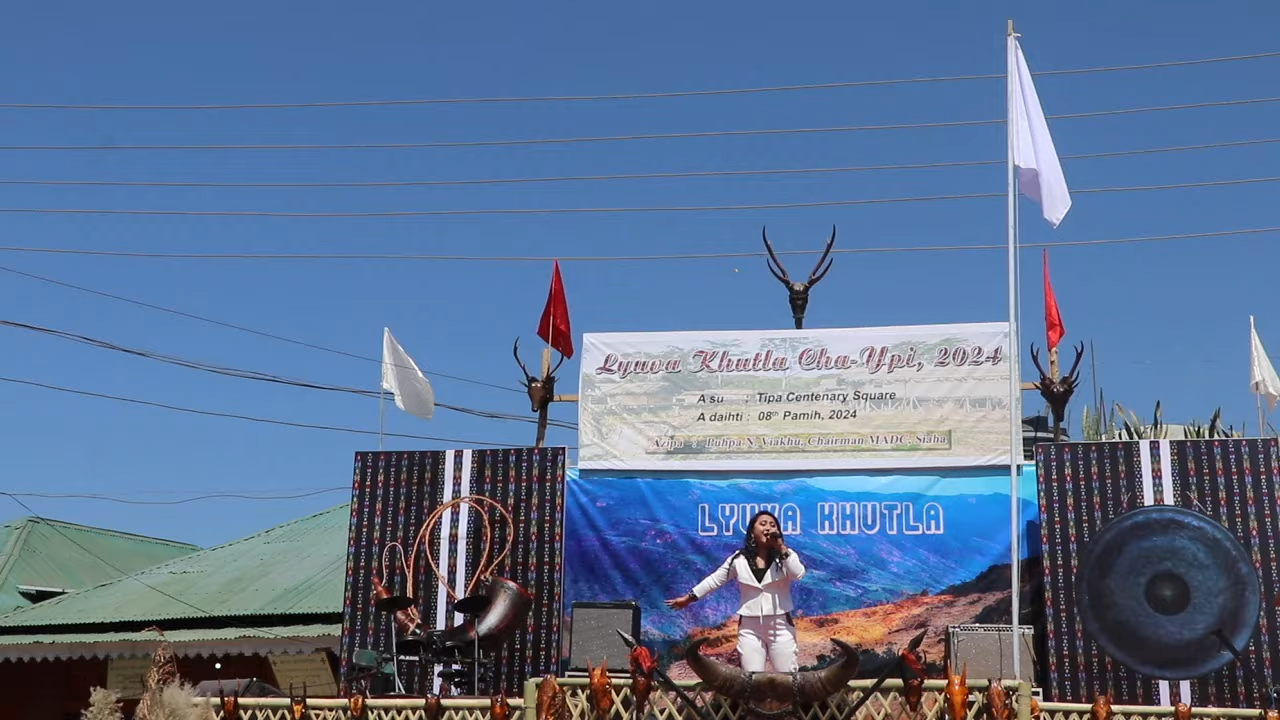 Lyuva Khutla Cha-Ypi, 2024
A su : Tipa Centenary Square
A daihti : 08th Pamih, 2024
Azipa : Puhpa N. Viakhu, Chairman MADC, Siaha
LYUVA KHUTLA